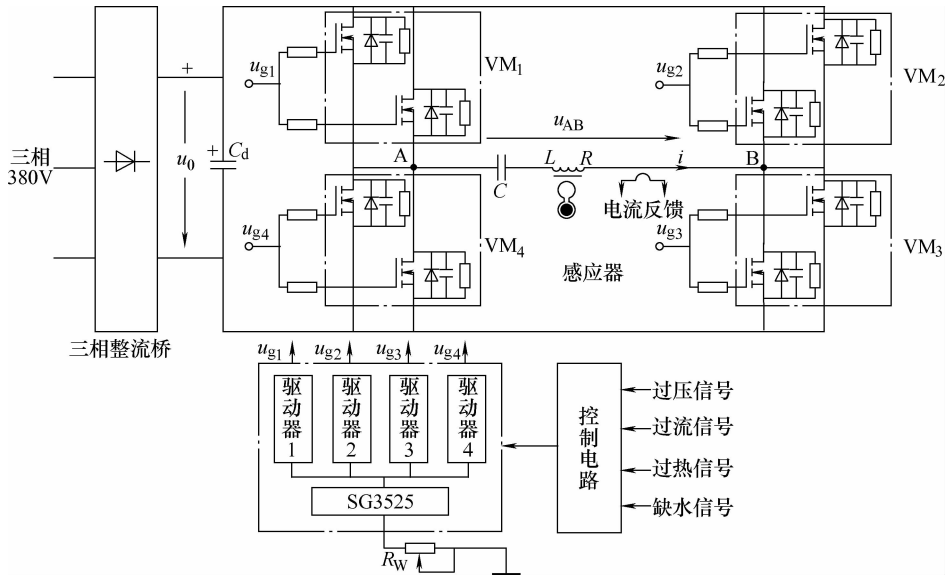 三相
380V
+
u0
+
Cd
三相整流桥
ug1
VM1
ug2
VM2
uAB
A
C
L
R
i
B
电流反馈
ug4
VM4
感应器
ug3
VM3
ug1
ug2
ug3
ug4
驱动器1
驱动器2
驱动器3
驱动器4
SG3525
RW
控制电路
过压信号
过流信号
过热信号
缺水信号